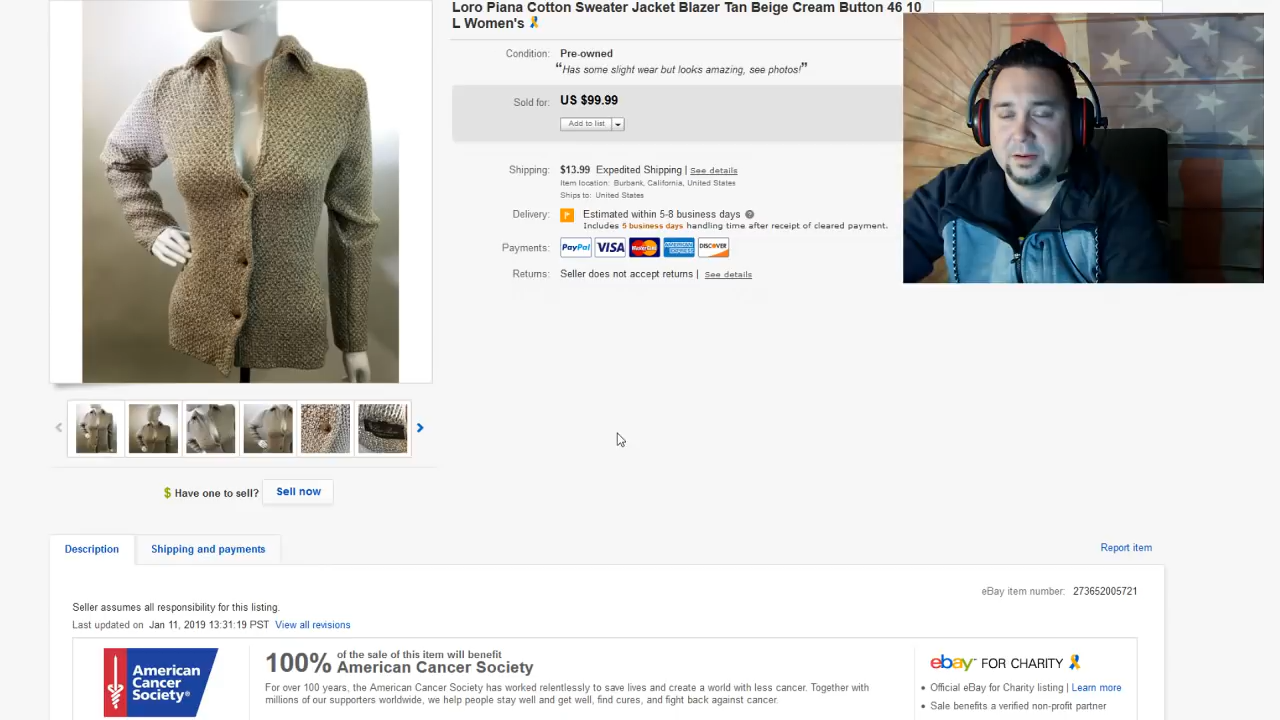 Loro Piana Cotton Sweater Jacket Blazer Tan Beige Cream Button 46 10
L Women's
Condition: Pre-owned
“Has some slight wear but looks amazing, see photos!”
Sold for: US $99.99
Add to list
Shipping: $13.99 Expedited Shipping | See details
Item location: Burbank, California, United States
Ships to: United States
Delivery: Estimated within 5-8 business days
Includes 5 business days handling time after receipt of cleared payment.
Payments: PayPal VISA MasterCard AMERICAN EXPRESS DISCOVER
Returns: Seller does not accept returns | See details
$ Have one to sell? Sell now
Description Shipping and payments Report item
eBay item number: 273652005721
Seller assumes all responsibility for this listing.
Last updated on Jan 11, 2019 13:31:19 PST View all revisions
American
Cancer
Society®
100% of the sale of this item will benefit
American Cancer Society
For over 100 years, the American Cancer Society has worked relentlessly to save lives and create a world with less cancer. Together with
millions of our supporters worldwide, we help people stay well and get well, find cures, and fight back against cancer.
ebay™ FOR CHARITY
• Official eBay for Charity listing | Learn more
• Sale benefits a verified non-profit partner